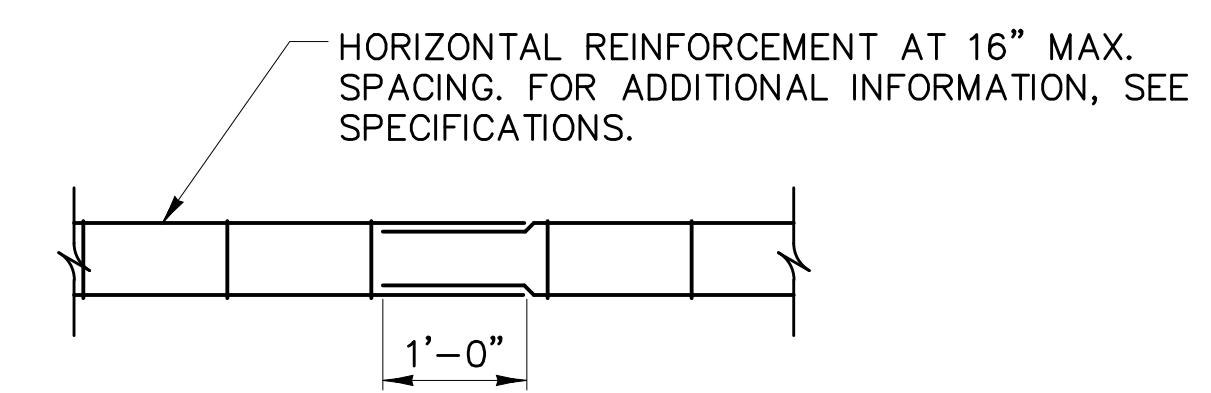 HORIZONTAL REINFORCEMENT AT 16” MAX.
SPACING. FOR ADDITIONAL INFORMATION, SEE
SPECIFICATIONS.
1’-0”